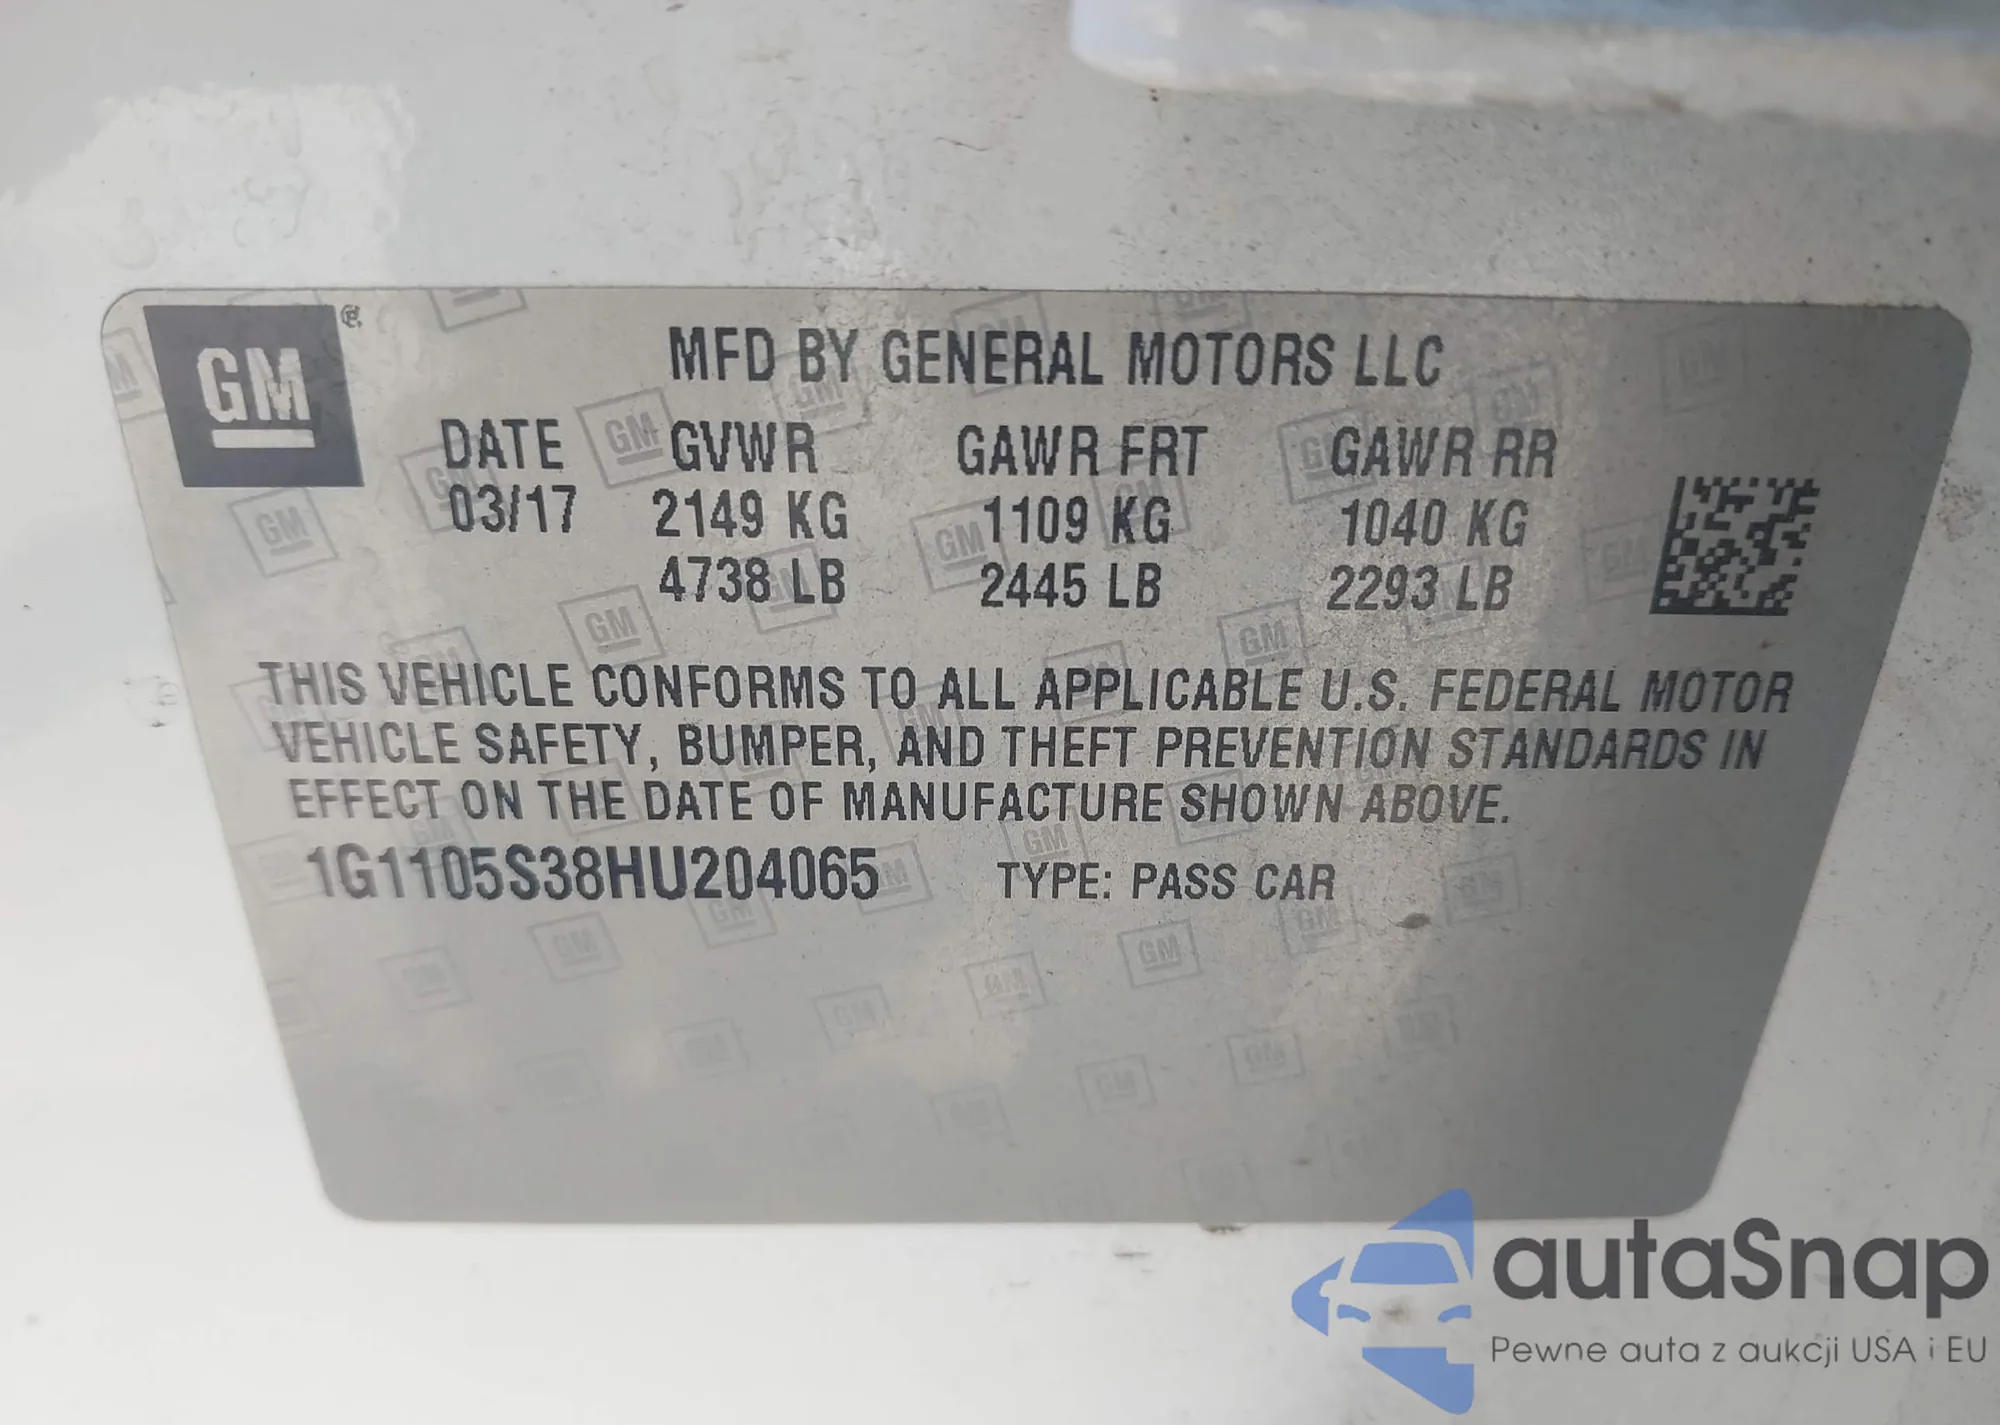 GM ®
MFD BY GENERAL MOTORS LLC
DATE GVWR GAWR FRT GAWR RR
03/17 2149 KG 1109 KG 1040 KG
4738 LB 2445 LB 2293 LB
THIS VEHICLE CONFORMS TO ALL APPLICABLE U.S. FEDERAL MOTOR
VEHICLE SAFETY, BUMPER, AND THEFT PREVENTION STANDARDS IN
EFFECT ON THE DATE OF MANUFACTURE SHOWN ABOVE.
1G1105S38HU204065 TYPE: PASS CAR
autaSnap
Pewne auta z aukcji USA i EU